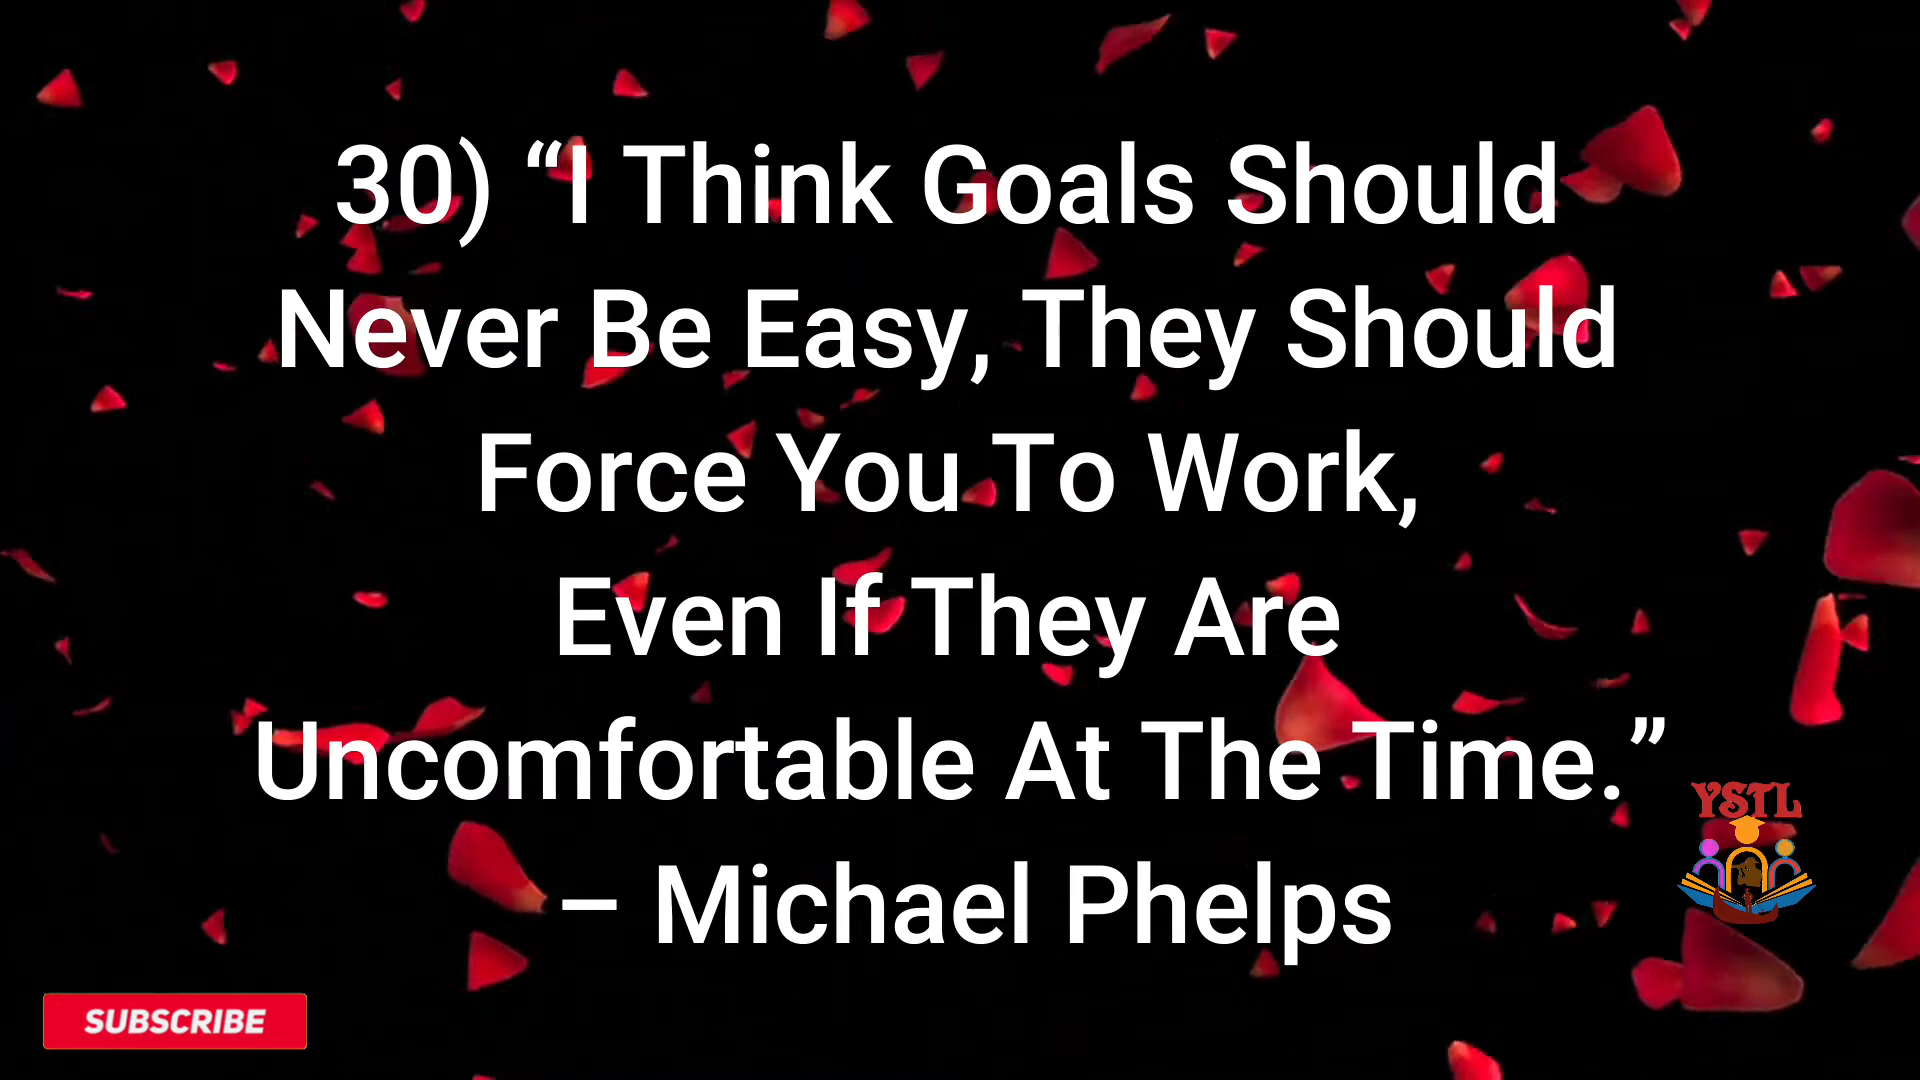 30) “I Think Goals Should
Never Be Easy, They Should
Force You To Work,
Even If They Are
Uncomfortable At The Time.”
– Michael Phelps
YSTL
SUBSCRIBE